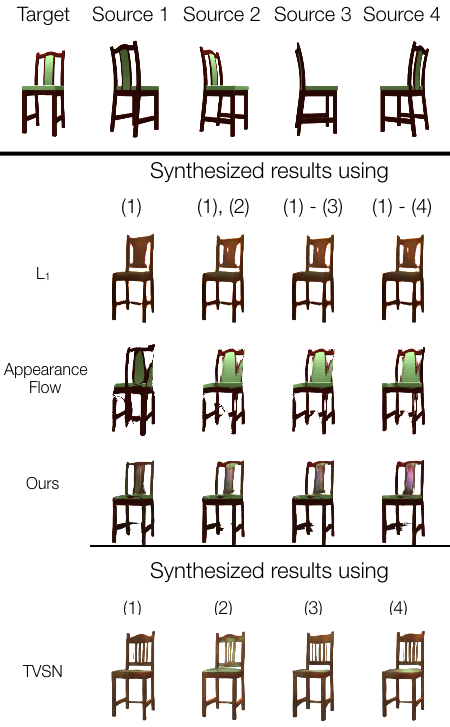 Target Source 1 Source 2 Source 3 Source 4
Synthesized results using
(1) (1), (2) (1) - (3) (1) - (4)
L₁
Appearance
Flow
Ours
Synthesized results using
(1) (2) (3) (4)
TVSN